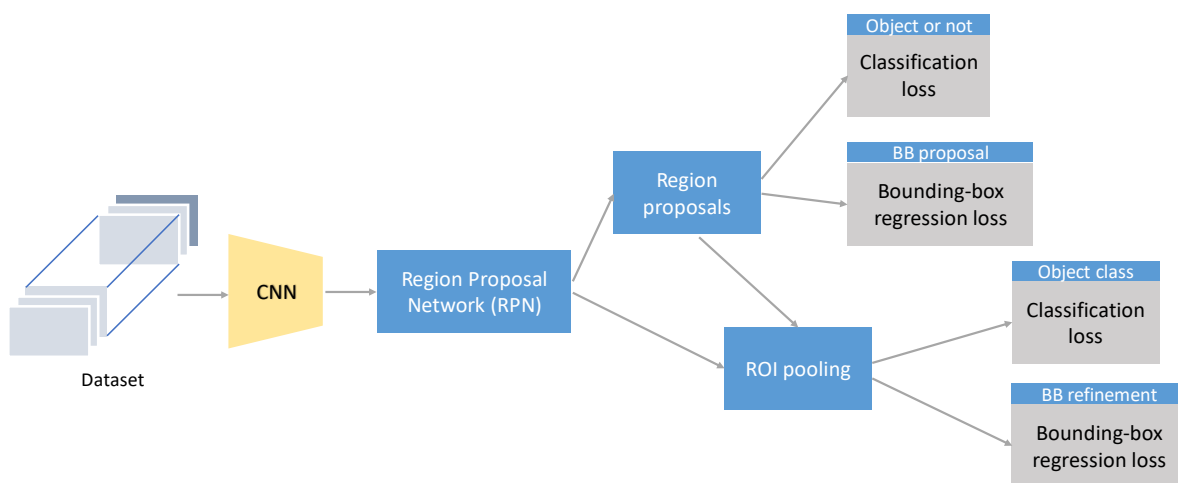 Object or not
Classification
loss
BB proposal
Bounding-box
regression loss
Region
proposals
CNN
Region Proposal
Network (RPN)
Dataset
ROI pooling
Object class
Classification
loss
BB refinement
Bounding-box
regression loss